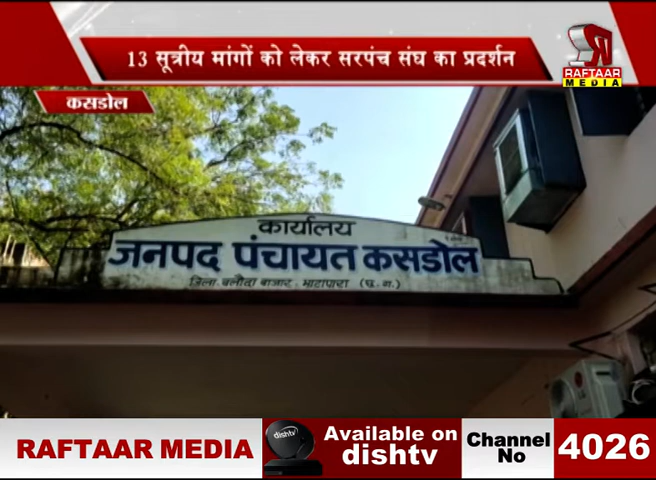 13 सूत्रीय मांगों को लेकर सरपंच संघ का प्रदर्शन
RAFTAAR
MEDIA
कसडोल
कार्यालय
जनपद पंचायत कसडोल
जिला. बलौदा बाजार - भाटापारा (छ. ग.)
RAFTAAR MEDIA
dishtv
Available on
dishtv
Channel
No
4026